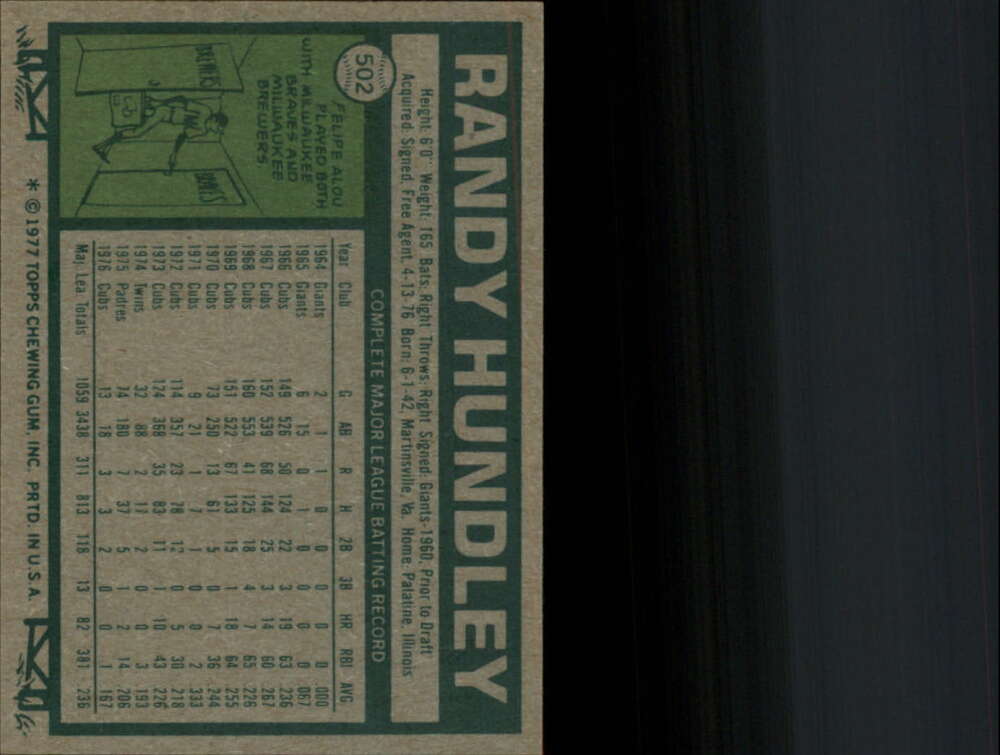 502
RANDY HUNDLEY
Height: 6'0" Weight: 165 Bats: Right Throws: Right Signed: Giants-1960, Prior to Draft
Acquired: Signed, Free Agent, 4-13-76 Born: 6-1-42, Martinsville, Va. Home: Palatine, Illinois
COMPLETE MAJOR LEAGUE BATTING RECORD
FELIPE ALOU
PLAYED BOTH
WITH MILWAUKEE
BRAVES AND
MILWAUKEE
BREWERS
BREWERS
BRAVES
Year Club G AB R H 2B 3B HR RBI AVG
1964 Giants 2 1 1 0 0 0 0 0 .000
1965 Giants 6 15 0 1 0 0 0 0 .067
1966 Cubs 149 526 50 124 22 3 19 63 .236
1967 Cubs 152 539 68 144 25 3 14 60 .267
1968 Cubs 160 553 41 125 18 4 7 65 .226
1969 Cubs 151 522 67 133 15 1 18 64 .255
1970 Cubs 73 250 13 61 5 0 7 36 .244
1971 Cubs 9 21 1 7 1 0 0 2 .333
1972 Cubs 114 357 23 78 12 0 5 30 .218
1973 Cubs 124 368 35 83 11 1 10 43 .226
1974 Twins 32 88 2 17 2 0 0 3 .193
1975 Padres 74 180 7 37 5 1 2 14 .206
1976 Cubs 13 18 3 3 2 0 0 1 .167
Maj. Lea. Totals 1059 3438 311 813 118 13 82 381 .236
* © 1977 TOPPS CHEWING GUM, INC. PRTD. IN U.S.A.